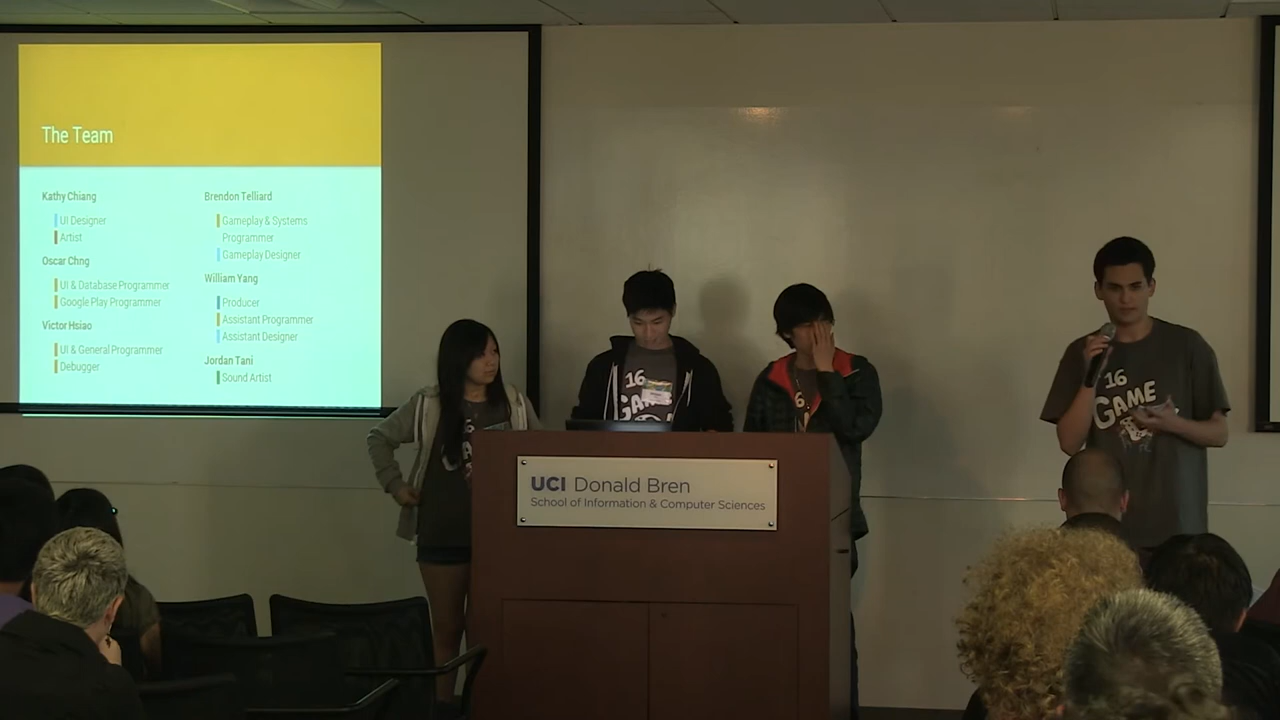 The Team
Kathy Chiang
UI Designer
Artist
Oscar Chng
UI & Database Programmer
Google Play Programmer
Victor Hsiao
UI & General Programmer
Debugger
Brendon Telliard
Gameplay & Systems
Programmer
Gameplay Designer
William Yang
Producer
Assistant Programmer
Assistant Designer
Jordan Tani
Sound Artist
16
GAME
16
GAME
UCI Donald Bren
School of Information & Computer Sciences